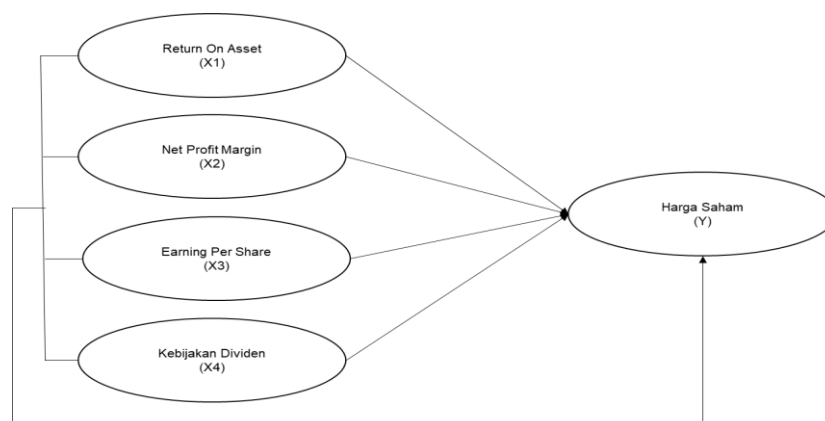 Return On Asset
(X1)
Net Profit Margin
(X2)
Earning Per Share
(X3)
Kebijakan Dividen
(X4)
Harga Saham
(Y)